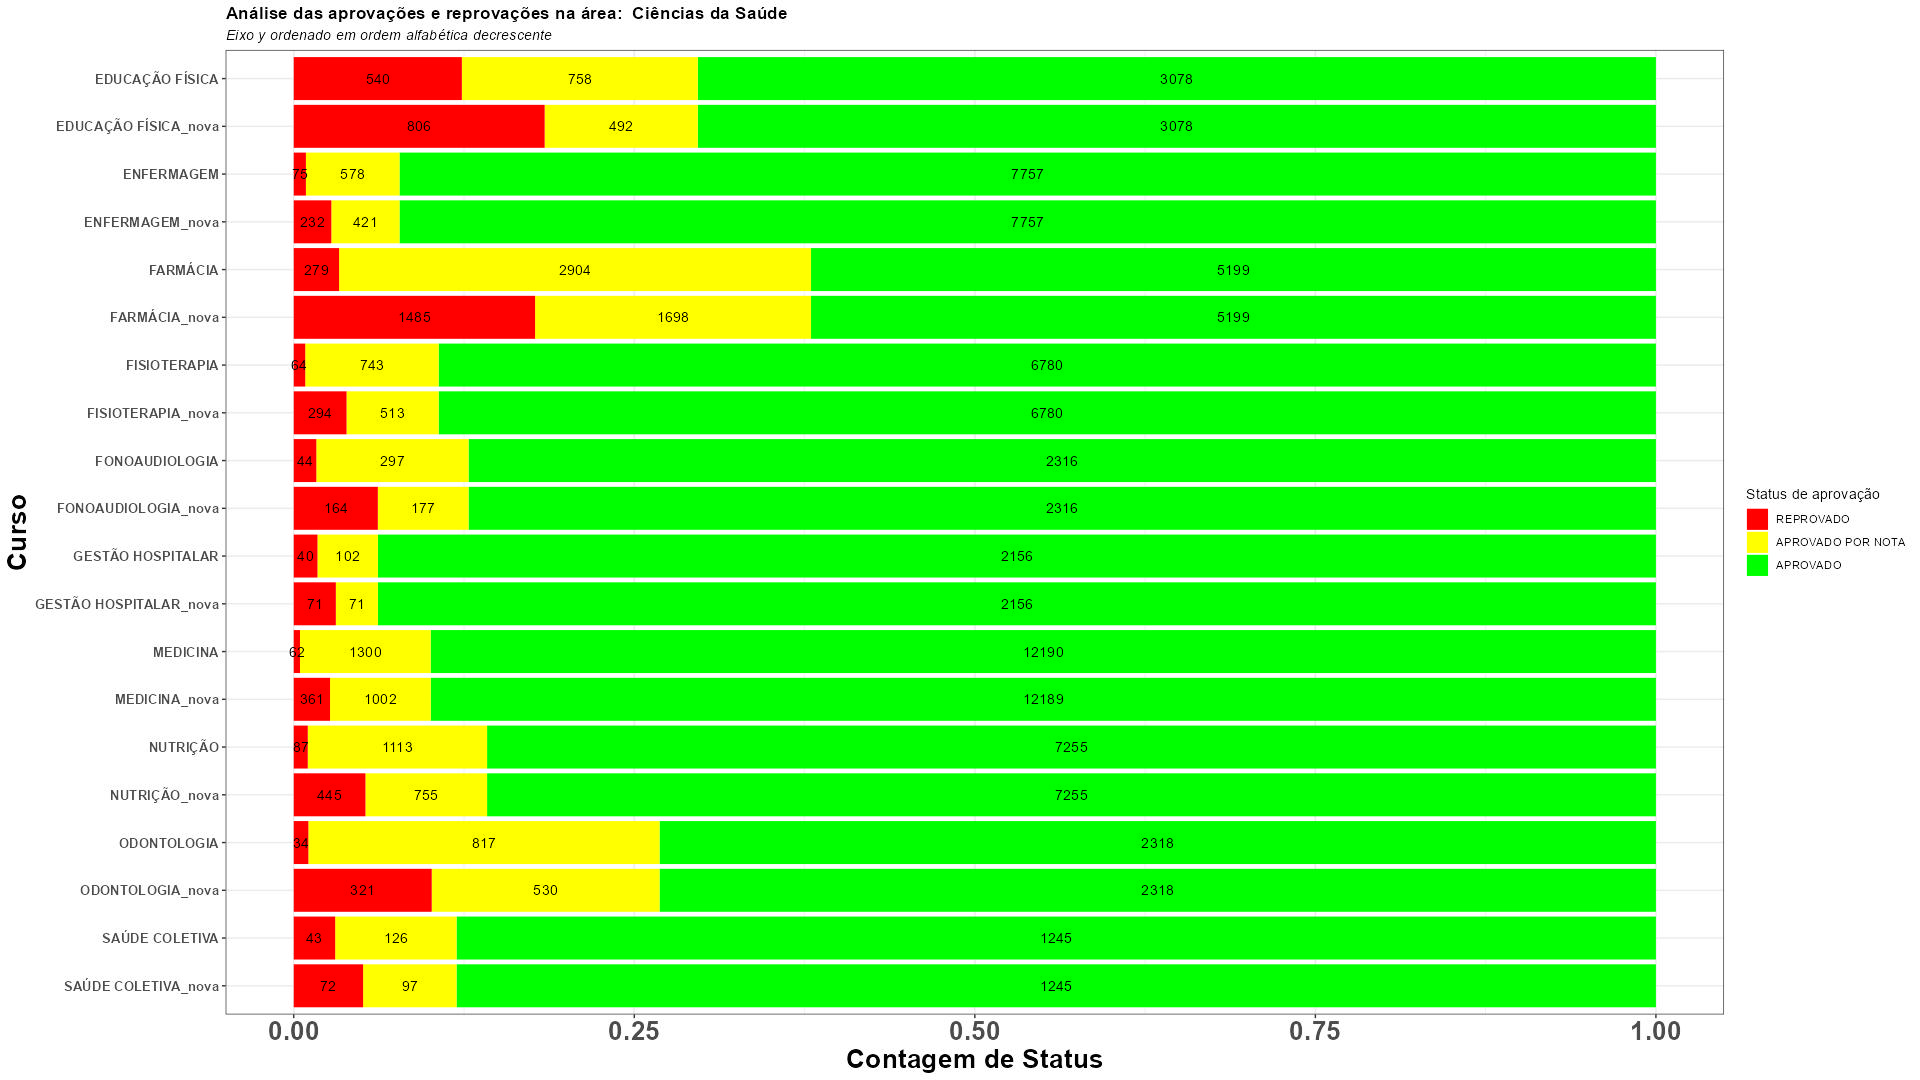 Análise das aprovações e reprovações na área:  Ciências da Saúde
Eixo y ordenado em ordem alfabética decrescente
EDUCAÇÃO FÍSICA 540 758 3078
EDUCAÇÃO FÍSICA_nova 806 492 3078
ENFERMAGEM 75 578 7757
ENFERMAGEM_nova 232 421 7757
FARMÁCIA 279 2904 5199
FARMÁCIA_nova 1485 1698 5199
FISIOTERAPIA 64 743 6780
FISIOTERAPIA_nova 294 513 6780
FONOAUDIOLOGIA 44 297 2316
FONOAUDIOLOGIA_nova 164 177 2316
GESTÃO HOSPITALAR 40 102 2156
GESTÃO HOSPITALAR_nova 71 71 2156
MEDICINA 62 1300 12190
MEDICINA_nova 361 1002 12189
NUTRIÇÃO 87 1113 7255
NUTRIÇÃO_nova 445 755 7255
ODONTOLOGIA 34 817 2318
ODONTOLOGIA_nova 321 530 2318
SAÚDE COLETIVA 43 126 1245
SAÚDE COLETIVA_nova 72 97 1245
0.00 0.25 0.50 0.75 1.00
Contagem de Status
Curso
Status de aprovação
REPROVADO
APROVADO POR NOTA
APROVADO